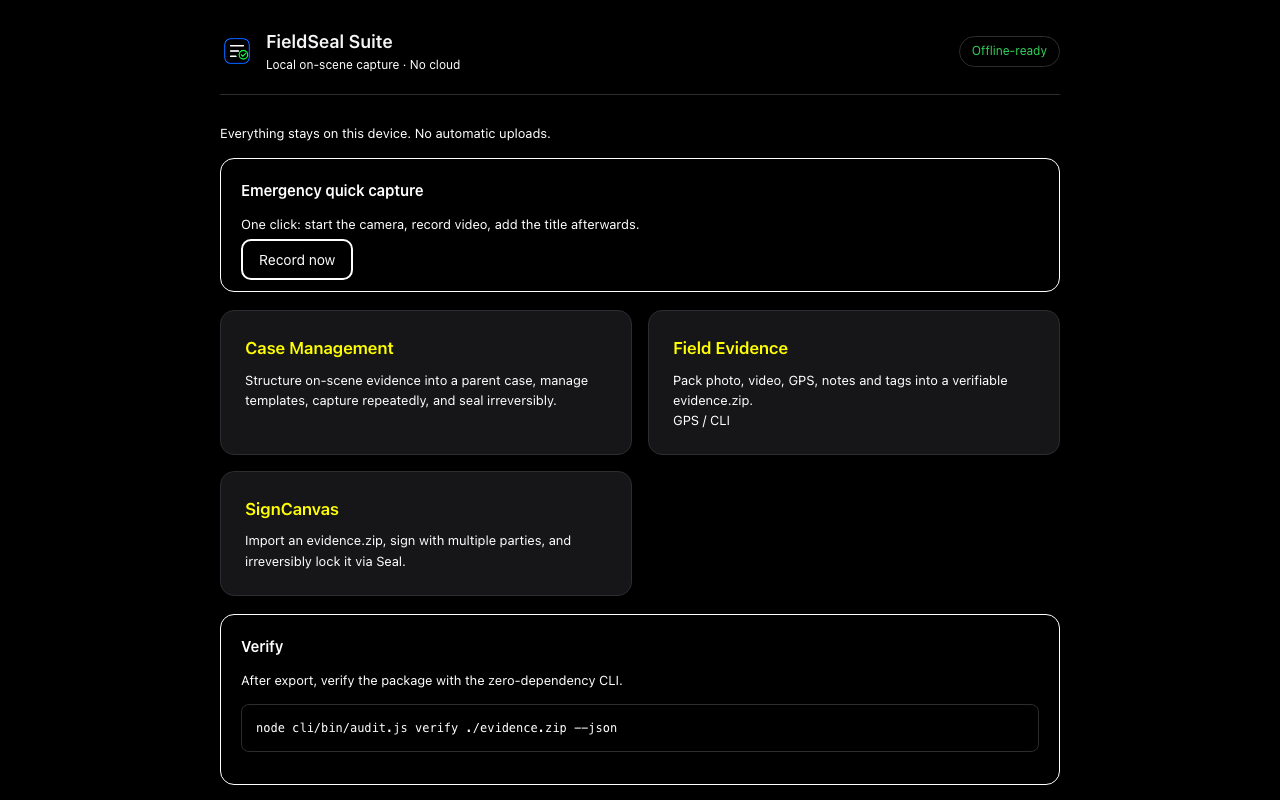 FieldSeal Suite
Local on-scene capture · No cloud
Offline-ready
Everything stays on this device. No automatic uploads.
Emergency quick capture
One click: start the camera, record video, add the title afterwards.
Record now
Case Management
Structure on-scene evidence into a parent case, manage
templates, capture repeatedly, and seal irreversibly.
Field Evidence
Pack photo, video, GPS, notes and tags into a verifiable
evidence.zip.
GPS / CLI
SignCanvas
Import an evidence.zip, sign with multiple parties, and
irreversibly lock it via Seal.
Verify
After export, verify the package with the zero-dependency CLI.
node cli/bin/audit.js verify ./evidence.zip --json